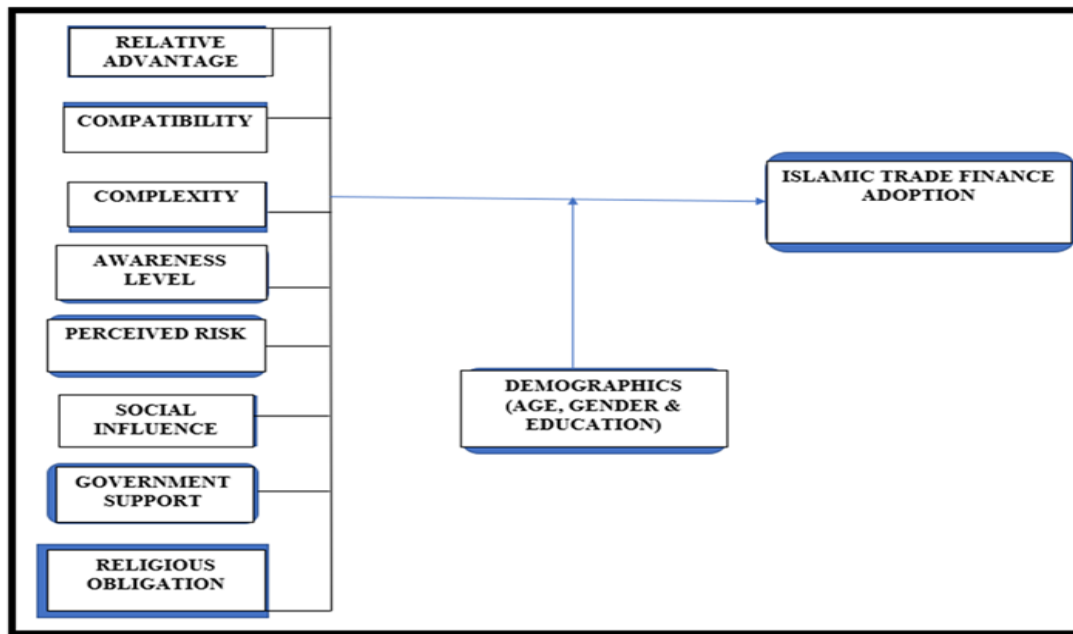 RELATIVE
ADVANTAGE
COMPATIBILITY
COMPLEXITY
AWARENESS
LEVEL
PERCEIVED RISK
SOCIAL
INFLUENCE
GOVERNMENT
SUPPORT
RELIGIOUS
OBLIGATION
DEMOGRAPHICS
(AGE, GENDER &
EDUCATION)
ISLAMIC TRADE FINANCE
ADOPTION